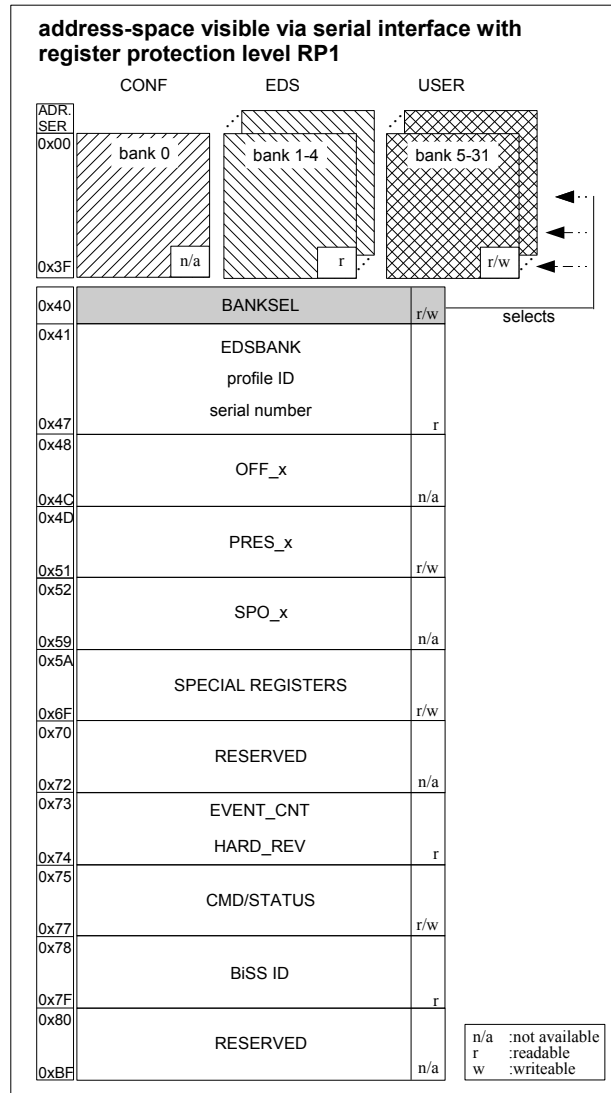 address-space visible via serial interface with
register protection level RP1
CONF EDS USER
ADR.
SER
0x00
bank 0 bank 1-4 bank 5-31
0x3F n/a r r/w
0x40 BANKSEL r/w
selects
0x41
EDSBANK
profile ID
serial number
0x47 r
0x48
OFF_x
0x4C n/a
0x4D
PRES_x
0x51 r/w
0x52
SPO_x
0x59 n/a
0x5A
SPECIAL REGISTERS
0x6F r/w
0x70
RESERVED
0x72 n/a
0x73
EVENT_CNT
HARD_REV
0x74 r
0x75
CMD/STATUS
0x77 r/w
0x78
BiSS ID
0x7F r
0x80
RESERVED
0xBF n/a
n/a :not available
r :readable
w :writeable